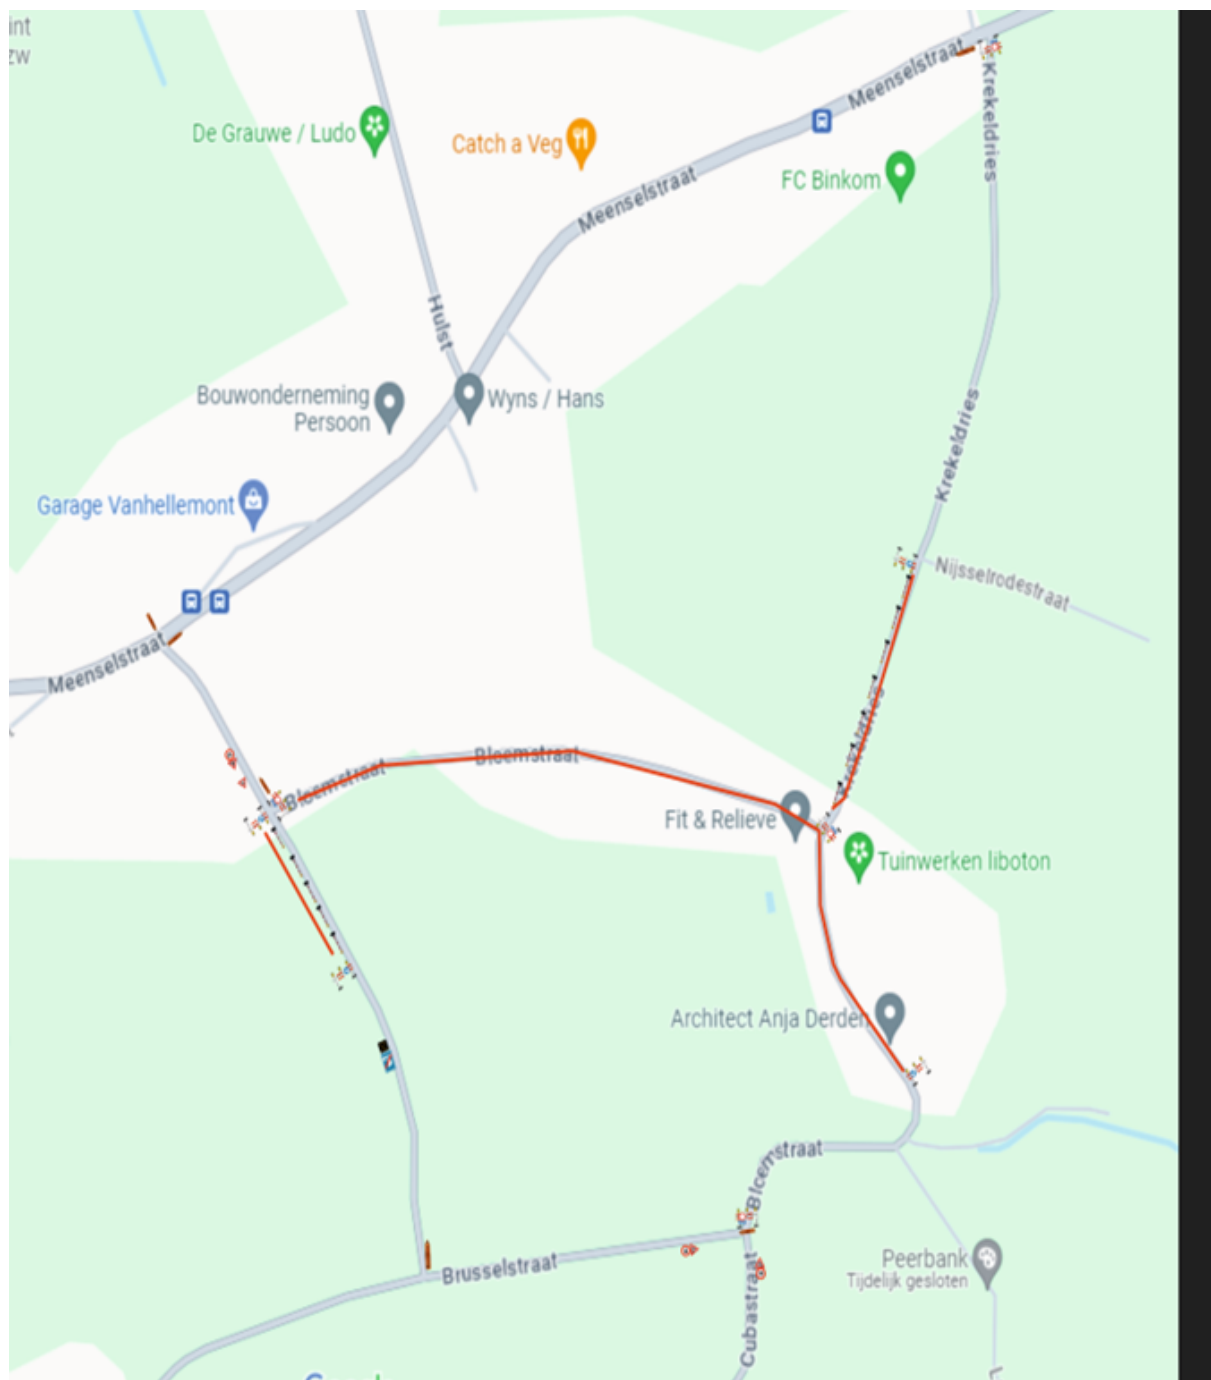 int
zw
Meenselstraat
Krekeldries
De Grauwe / Ludo
Catch a Veg
FC Binkom
Meenselstraat
Hulst
Bouwonderneming
Persoon
Wyns / Hans
Krekeldries
Garage Vanhellemont
Nijsselrodestraat
Meenselstraat
Krekeldries
Bloemstraat
Bloemstraat
Fit & Relieve
Tuinwerken liboton
Architect Anja Derden
Bloemstraat
Brusselstraat
Cubastraat
Peerbank
Tijdelijk gesloten